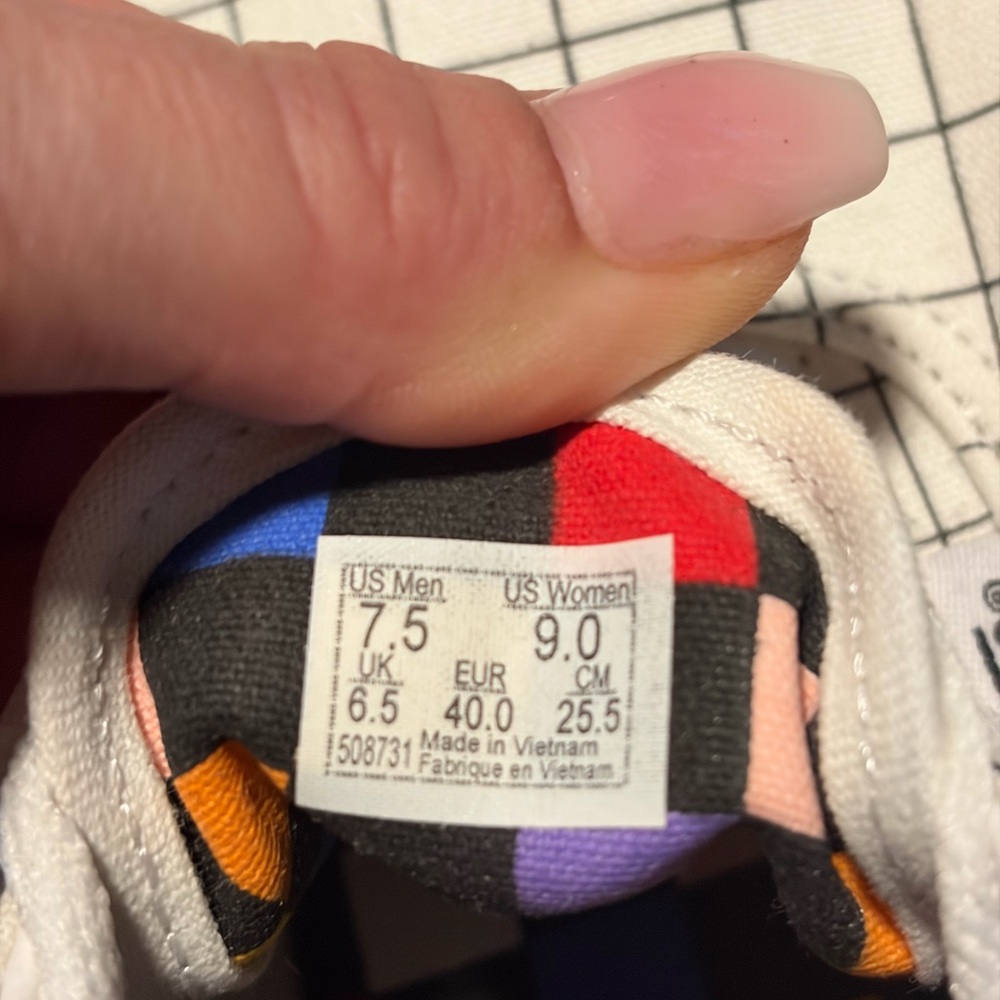 US Men US Women
7.5 9.0
UK EUR CM
6.5 40.0 25.5
508731 Made in Vietnam
Fabrique en Vietnam